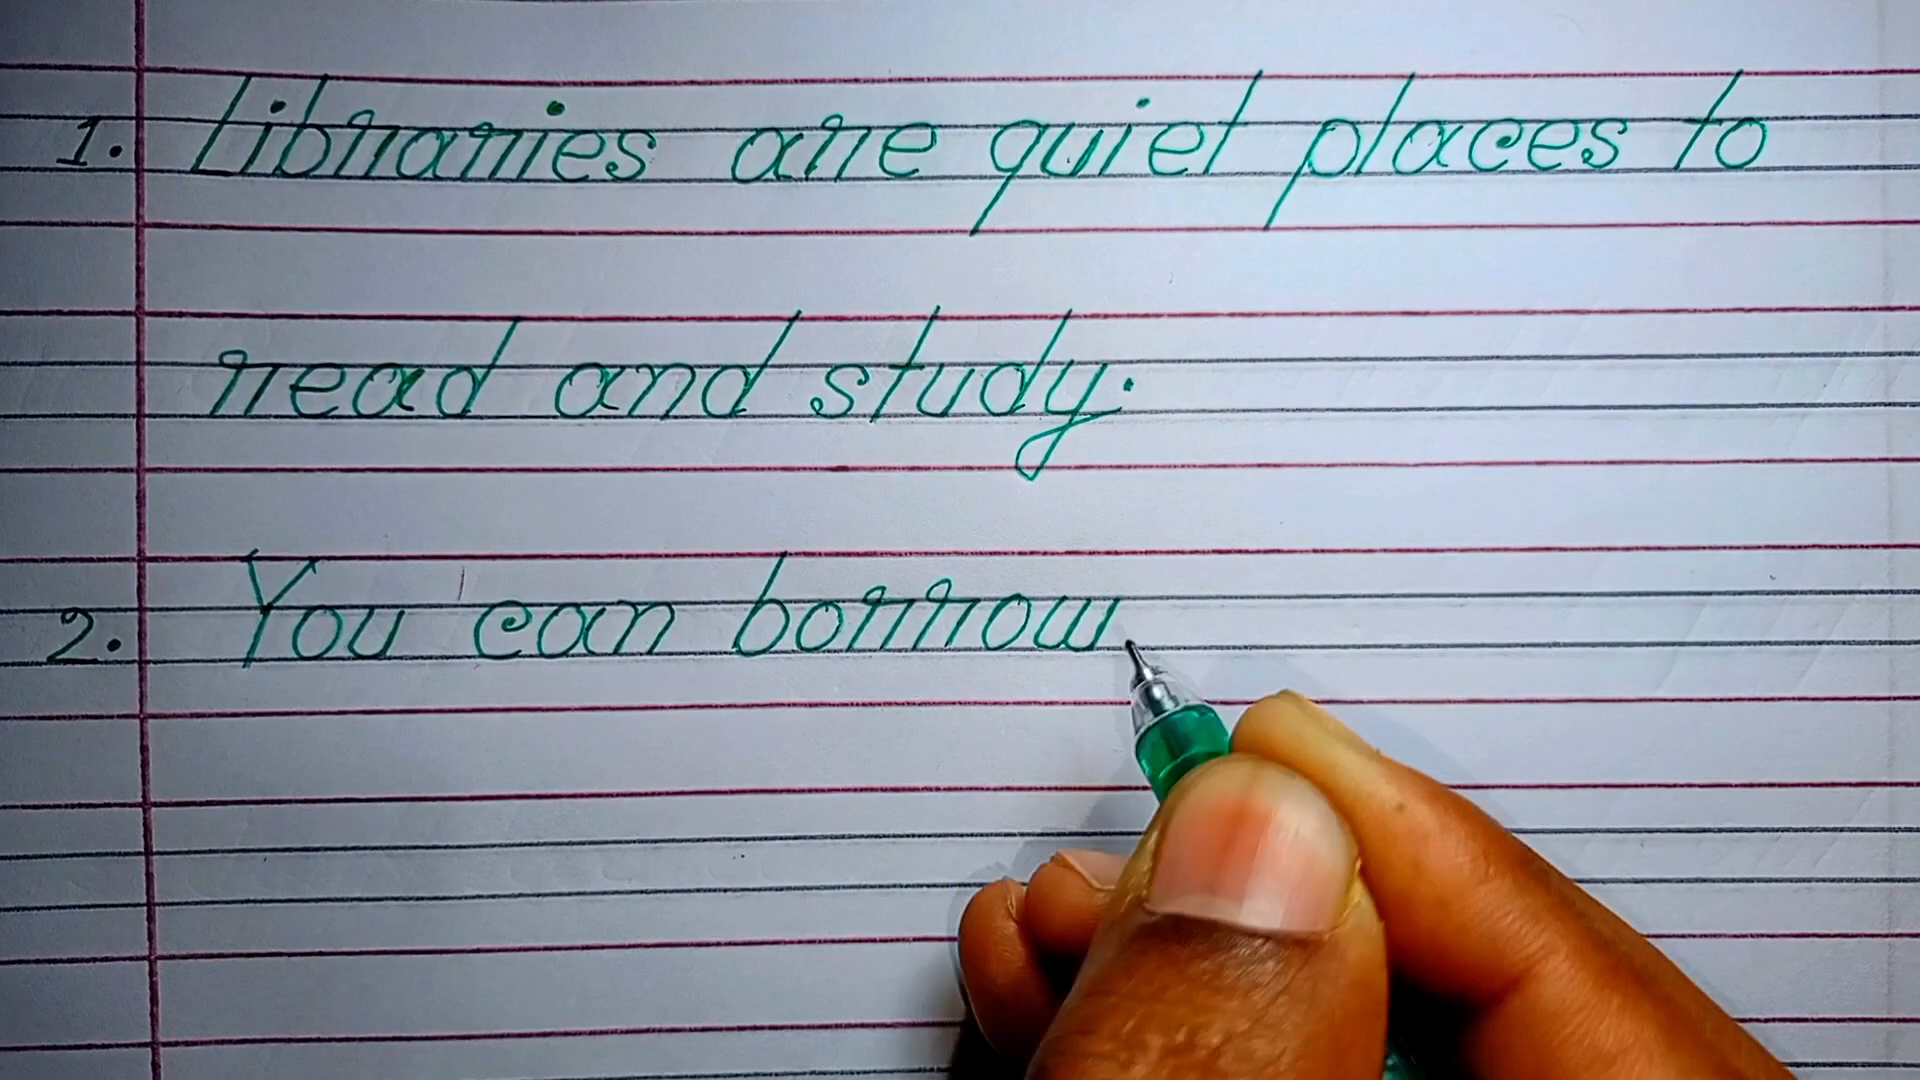 1. Libraries are quiet places to
read and study.
2. You can borrow